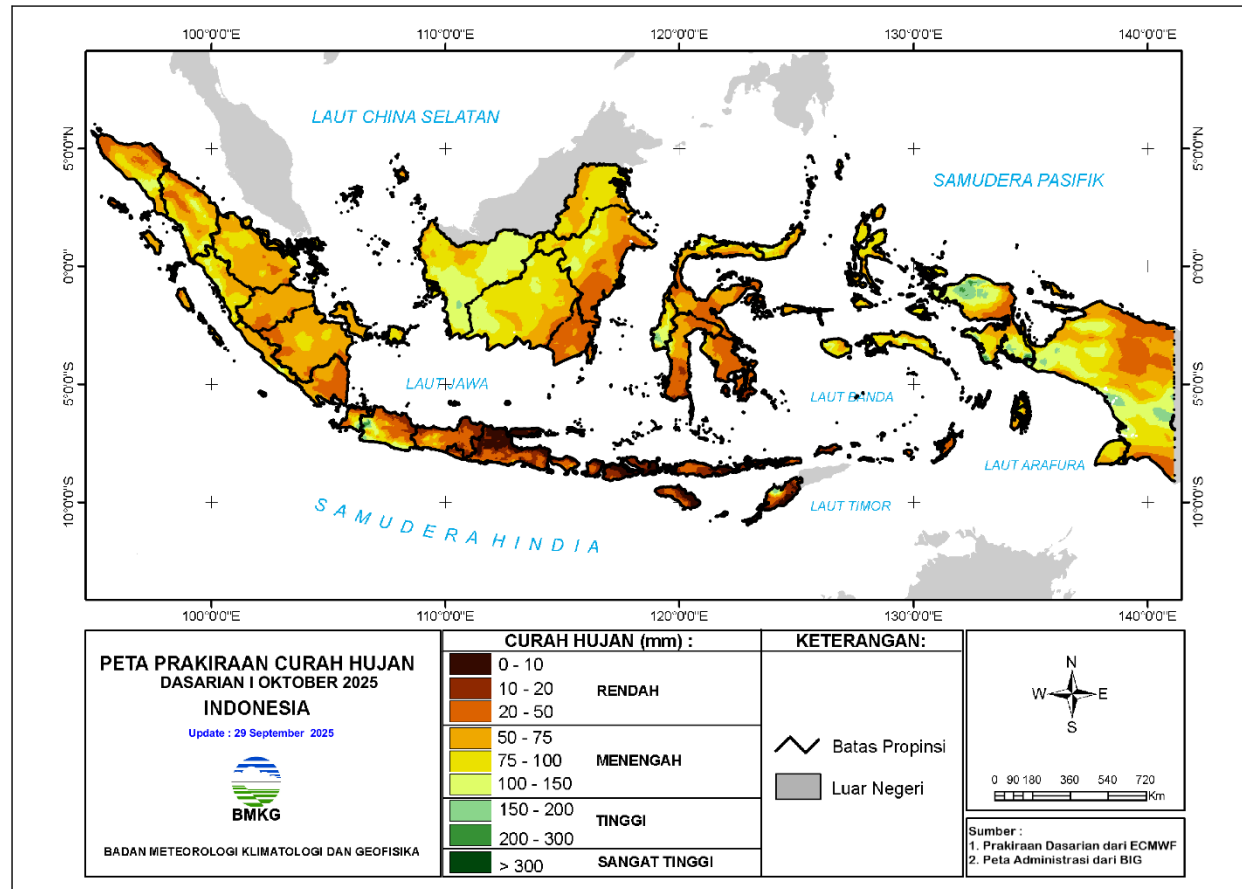 100°0'0"E 110°0'0"E 120°0'0"E 130°0'0"E 140°0'0"E
LAUT CHINA SELATAN
5°0'0"N 5°0'0"N
SAMUDERA PASIFIK
0°0'0" 0°0'0"
5°0'0"S 5°0'0"S
LAUT JAWA
LAUT BANDA
LAUT ARAFURA
10°0'0"S 10°0'0"S
LAUT TIMOR
SAMUDERA HINDIA
100°0'0"E 110°0'0"E 120°0'0"E 130°0'0"E 140°0'0"E
PETA PRAKIRAAN CURAH HUJAN
DASARIAN I OKTOBER 2025
INDONESIA
Update : 29 September 2025
BMKG
BADAN METEOROLOGI KLIMATOLOGI DAN GEOFISIKA
CURAH HUJAN (mm) :
0 - 10
10 - 20 RENDAH
20 - 50
50 - 75
75 - 100 MENENGAH
100 - 150
150 - 200
TINGGI
200 - 300
> 300 SANGAT TINGGI
KETERANGAN:
Batas Propinsi
Luar Negeri
N
W E
S
0 90 180 360 540 720
Km
Sumber :
1. Prakiraan Dasarian dari ECMWF
2. Peta Administrasi dari BIG